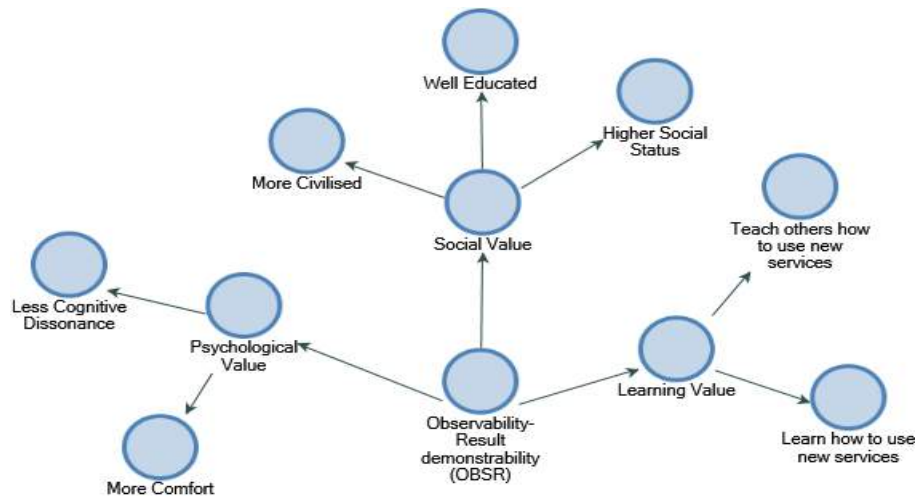 Well Educated
Higher Social
Status
More Civilised
Teach others how
to use new
services
Social Value
Less Cognitive
Dissonance
Psychological
Value
Learning Value
Observability-
Result
demonstrability
(OBSR)
Learn how to use
new services
More Comfort